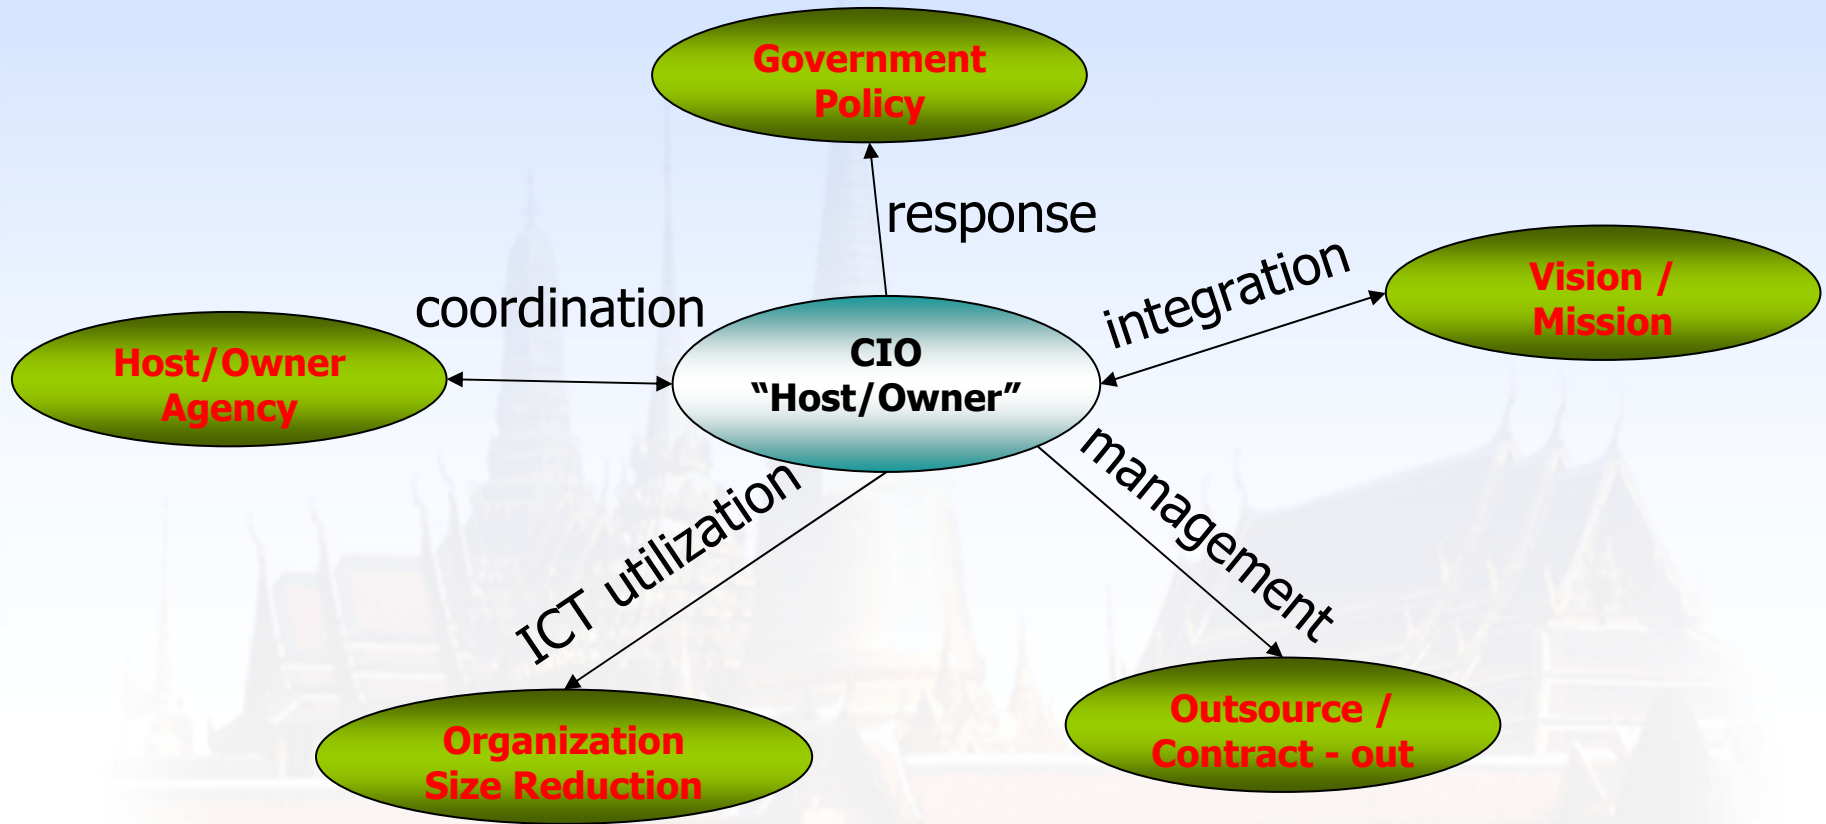 Government
Policy
response
integration
Vision /
Mission
coordination
Host/Owner
Agency
CIO
“Host/Owner”
management
ICT utilization
Organization
Size Reduction
Outsource /
Contract - out